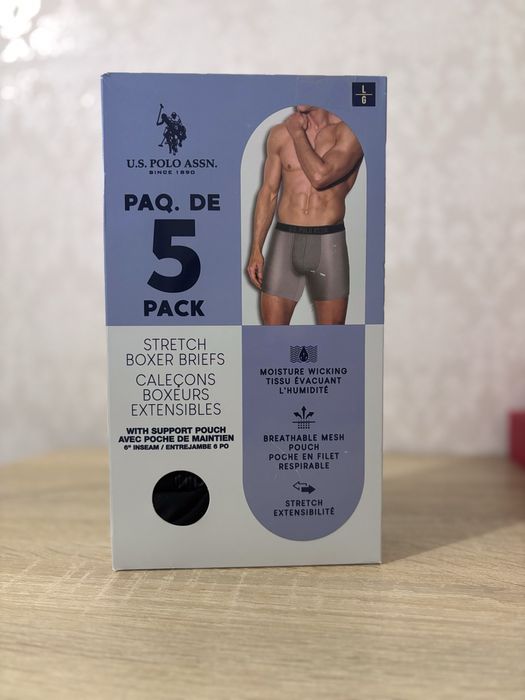 L
G
U.S. POLO ASSN.
SINCE 1890
PAQ. DE
5
PACK
STRETCH
BOXER BRIEFS
CALEÇONS
BOXEURS
EXTENSIBLES
WITH SUPPORT POUCH
AVEC POCHE DE MAINTIEN
6" INSEAM / ENTREJAMBE 6 PO
MOISTURE WICKING
TISSU ÉVACUANT
L'HUMIDITÉ
BREATHABLE MESH
POUCH
POCHE EN FILET
RESPIRABLE
STRETCH
EXTENSIBILITÉ